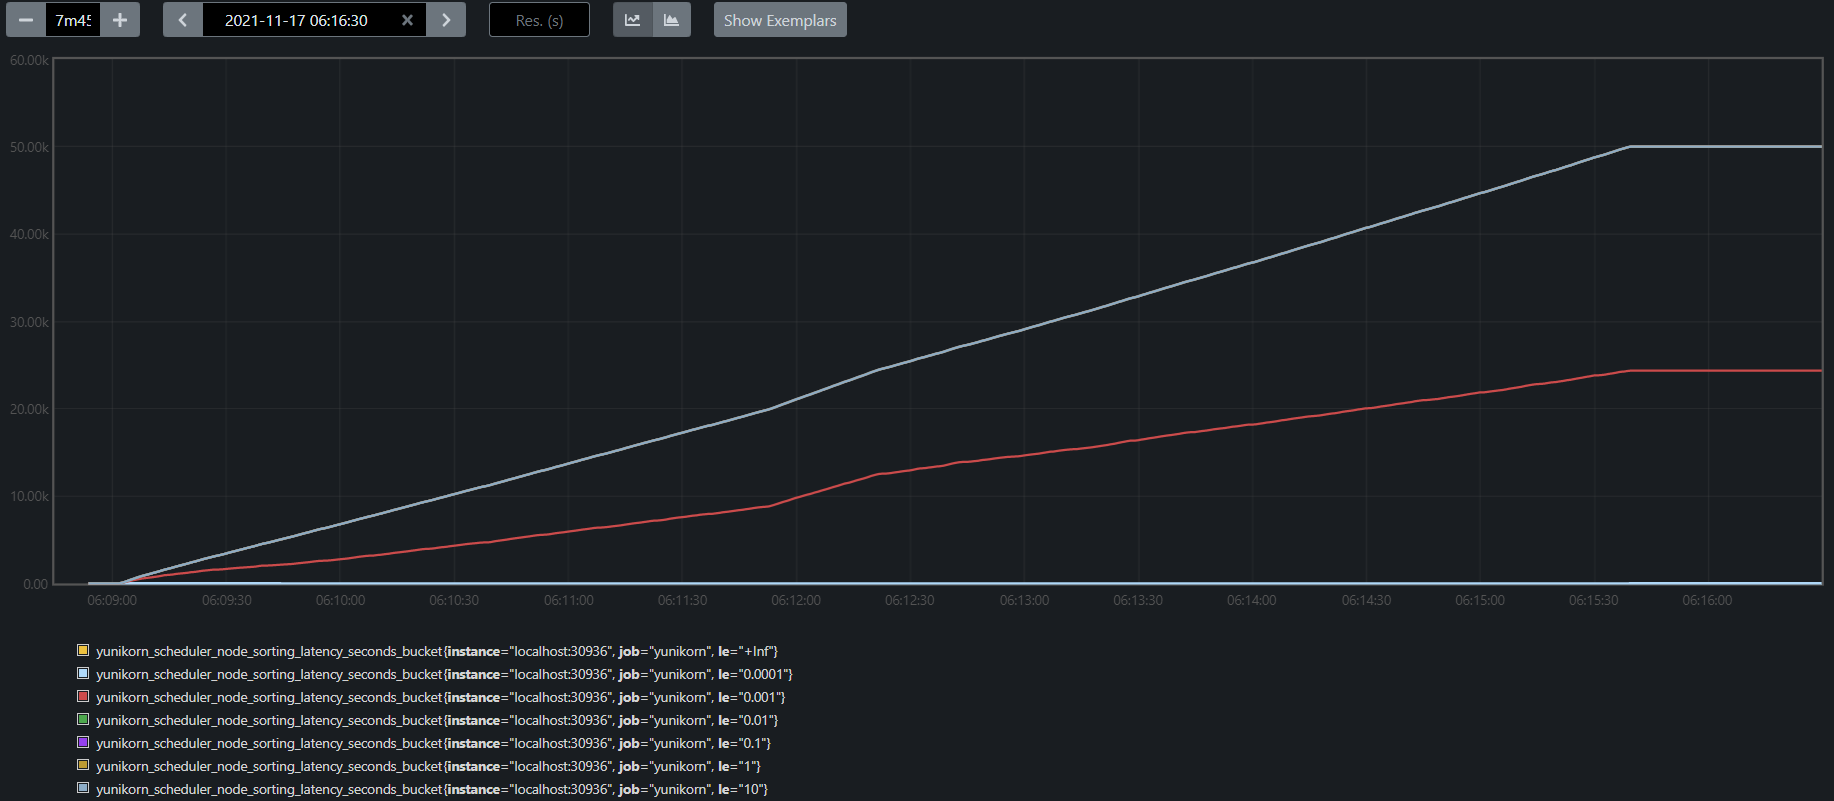 7m45 2021-11-17 06:16:30 Res. (s) Show Exemplars
60.00k
50.00k
40.00k
30.00k
20.00k
10.00k
0.00
06:09:00 06:09:30 06:10:00 06:10:30 06:11:00 06:11:30 06:12:00 06:12:30 06:13:00 06:13:30 06:14:00 06:14:30 06:15:00 06:15:30 06:16:00
yunikorn_scheduler_node_sorting_latency_seconds_bucket{instance="localhost:30936", job="yunikorn", le="+Inf"}
yunikorn_scheduler_node_sorting_latency_seconds_bucket{instance="localhost:30936", job="yunikorn", le="0.0001"}
yunikorn_scheduler_node_sorting_latency_seconds_bucket{instance="localhost:30936", job="yunikorn", le="0.001"}
yunikorn_scheduler_node_sorting_latency_seconds_bucket{instance="localhost:30936", job="yunikorn", le="0.01"}
yunikorn_scheduler_node_sorting_latency_seconds_bucket{instance="localhost:30936", job="yunikorn", le="0.1"}
yunikorn_scheduler_node_sorting_latency_seconds_bucket{instance="localhost:30936", job="yunikorn", le="1"}
yunikorn_scheduler_node_sorting_latency_seconds_bucket{instance="localhost:30936", job="yunikorn", le="10"}